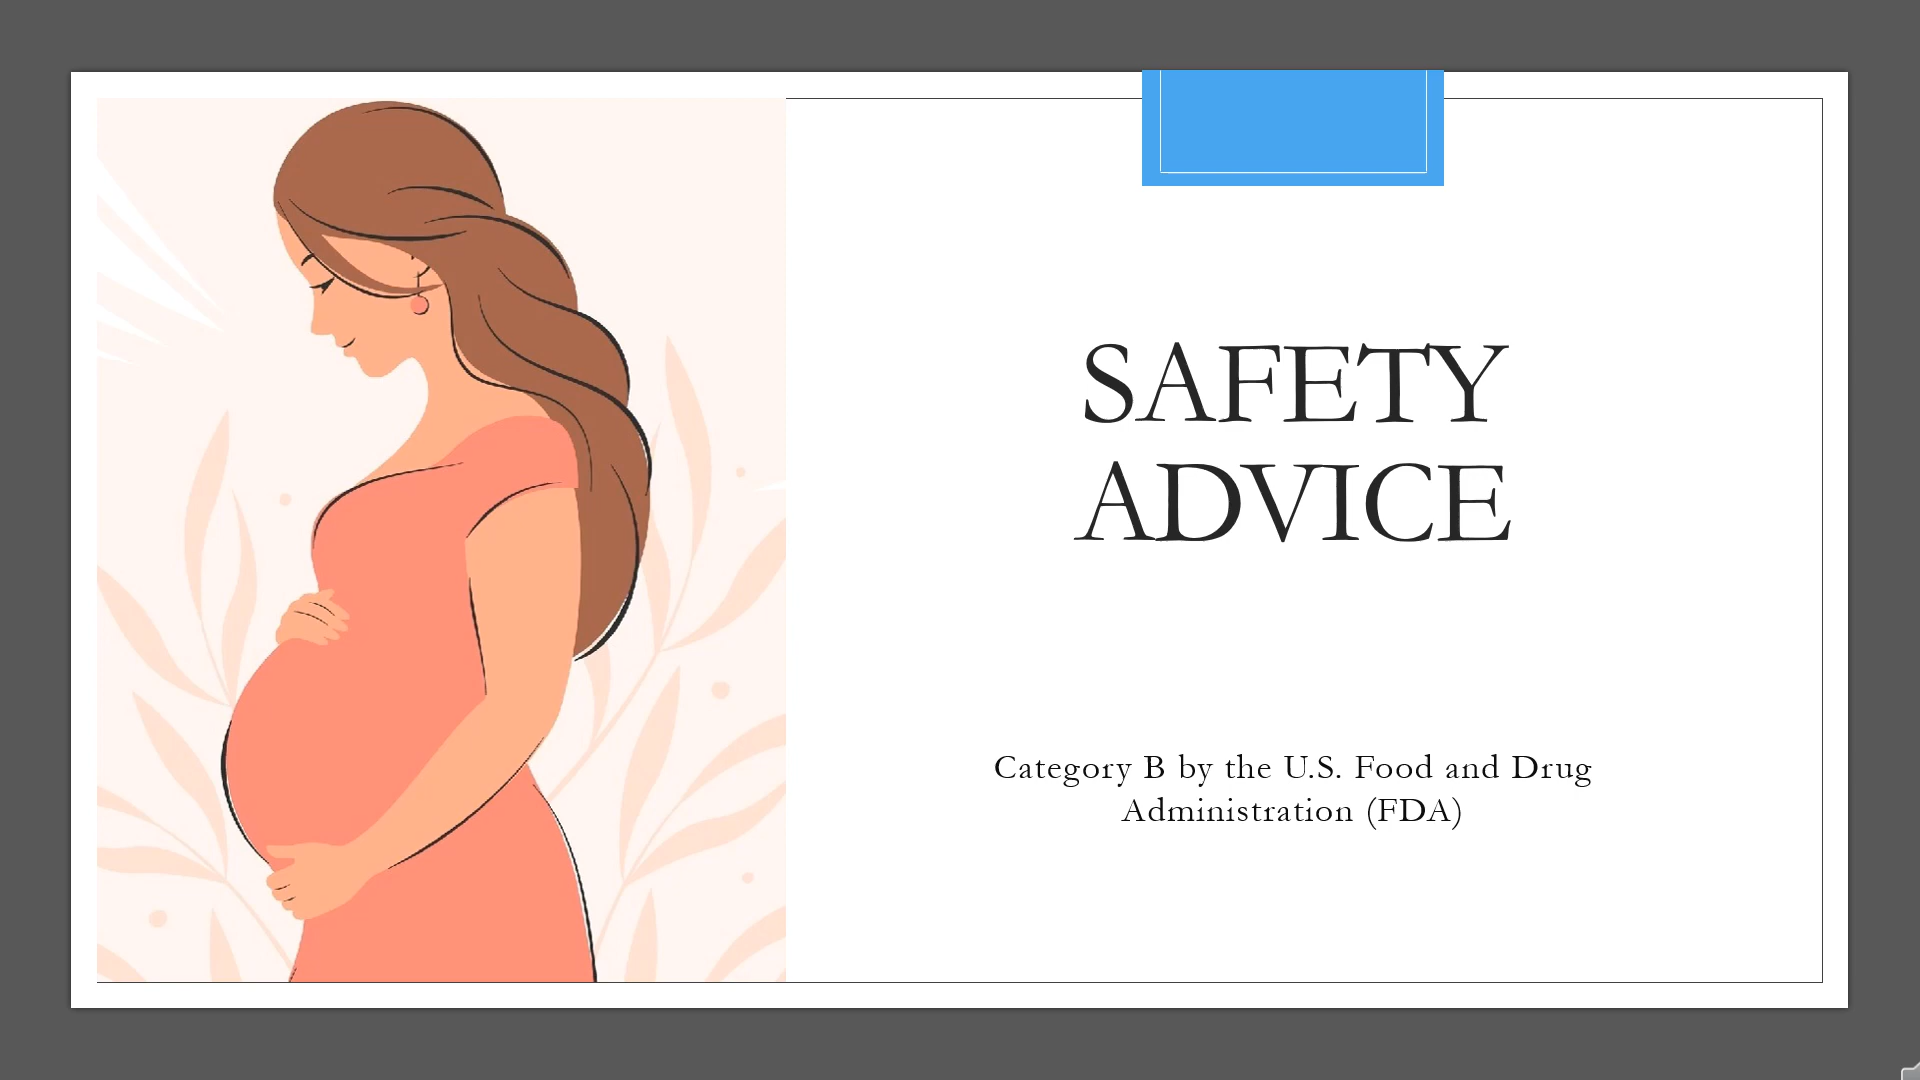 SAFETY
ADVICE
Category B by the U.S. Food and Drug
Administration (FDA)